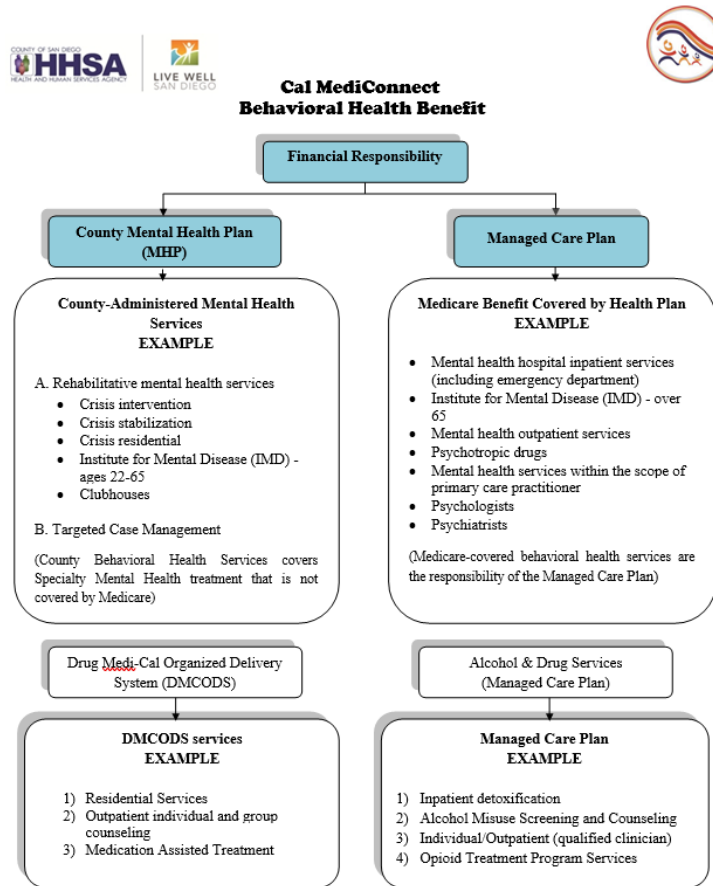 COUNTY OF SAN DIEGO
HHSA
HEALTH AND HUMAN SERVICES AGENCY
LIVE WELL
SAN DIEGO
Cal MediConnect
Behavioral Health Benefit
Financial Responsibility
County Mental Health Plan
(MHP)
Managed Care Plan
County-Administered Mental Health
Services
EXAMPLE
A. Rehabilitative mental health services
• Crisis intervention
• Crisis stabilization
• Crisis residential
• Institute for Mental Disease (IMD) -
ages 22-65
• Clubhouses
B. Targeted Case Management
(County Behavioral Health Services covers
Specialty Mental Health treatment that is not
covered by Medicare)
Medicare Benefit Covered by Health Plan
EXAMPLE
• Mental health hospital inpatient services
(including emergency department)
• Institute for Mental Disease (IMD) - over
65
• Mental health outpatient services
• Psychotropic drugs
• Mental health services within the scope of
primary care practitioner
• Psychologists
• Psychiatrists
(Medicare-covered behavioral health services are
the responsibility of the Managed Care Plan)
Drug Medi-Cal Organized Delivery
System (DMCODS)
Alcohol & Drug Services
(Managed Care Plan)
DMCODS services
EXAMPLE
1) Residential Services
2) Outpatient individual and group
counseling
3) Medication Assisted Treatment
Managed Care Plan
EXAMPLE
1) Inpatient detoxification
2) Alcohol Misuse Screening and Counseling
3) Individual/Outpatient (qualified clinician)
4) Opioid Treatment Program Services